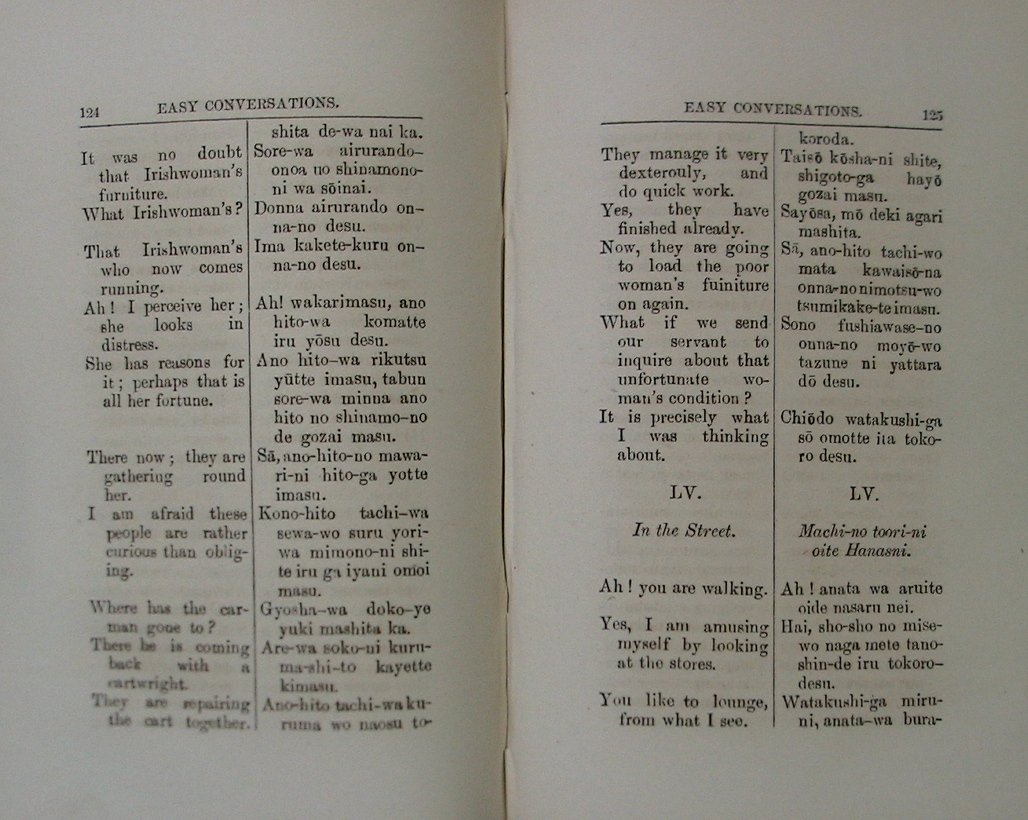 124
EASY CONVERSATIONS.
It was no doubt
that Irishwoman's
furniture.
What Irishwoman's?
That Irishwoman's
who now comes
running.
Ah! I perceive her;
she looks in
distress.
She has reasons for
it; perhaps that is
all her fortune.
There now; they are
gathering round
her.
I am afraid these
people are rather
curious than oblig-
ing.
Where has the car-
man gone to?
There he is coming
back with a
cartwright.
They are repairing
the cart together.
shita de-wa nai ka.
Sore-wa airurando-
onoa no shinamono-
ni wa sōinai.
Donna airurando on-
na-no desu.
Ima kakete-kuru on-
na-no desu.
Ah! wakarimasu, ano
hito-wa komatte
iru yōsu desu.
Ano hito-wa rikutsu
yūtte imasu, tabun
sore-wa minna ano
hito no shinamo-no
de gozai masu.
Sā, ano-hito-no mawa-
ri-ni hito-ga yotte
imasu.
Kono-hito tachi-wa
sewa-wo suru yori-
wa mimono-ni shi-
te iru ga iyani omoi
masu.
Gyosha-wa doko-ye
yuki mashita ka.
Are-wa soko-ni kuru-
ma-shi-to kayette
kimasu.
Ano-hito tachi-wa ku-
ruma wo naosu to-
EASY CONVERSATIONS.
125
They manage it very
dexterouly, and
do quick work.
Yes, they have
finished already.
Now, they are going
to load the poor
woman's fuiniture
on again.
What if we send
our servant to
inquire about that
unfortunate wo-
man's condition?
It is precisely what
I was thinking
about.
LV.
In the Street.
Ah! you are walking.
Yes, I am amusing
myself by looking
at the stores.
You like to lounge,
from what I see.
koroda.
Taisō kōsha-ni shite,
shigoto-ga hayō
gozai masu.
Sayōsa, mō deki agari
mashita.
Sā, ano-hito tachi-wo
mata kawaisō-na
onna-no nimotsu-wo
tsumikake-te imasu.
Sono fushiawase-no
onna-no moyō-wo
tazune ni yattara
dō desu.
Chiōdo watakushi-ga
sō omotte ita toko-
ro desu.
LV.
Machi-no toori-ni
oite Hanasni.
Ah! anata wa aruite
oide nasaru nei.
Hai, sho-sho no mise-
wo naga mete tano-
shin-de iru tokoro-
desu.
Watakushi-ga miru-
ni, anata-wa bura-